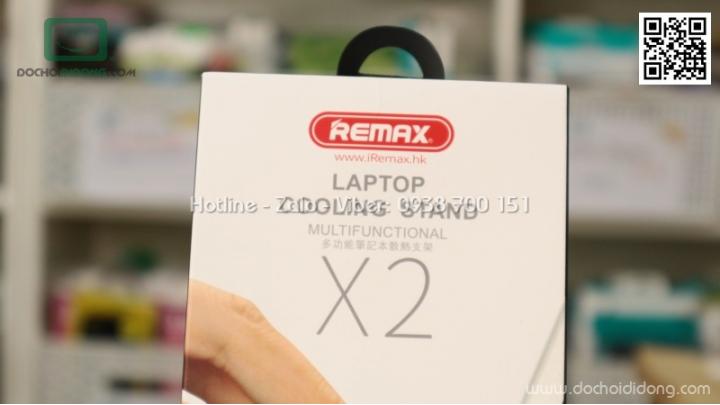 DOCHOIDIDONG.COM
REMAX
www.iRemax.hk
LAPTOP
COOLING STAND
Hotline - Zalo - Viber: 0938 790 151
MULTIFUNCTIONAL
多功能筆記本散熱支架
X2
www.dochoididong.com